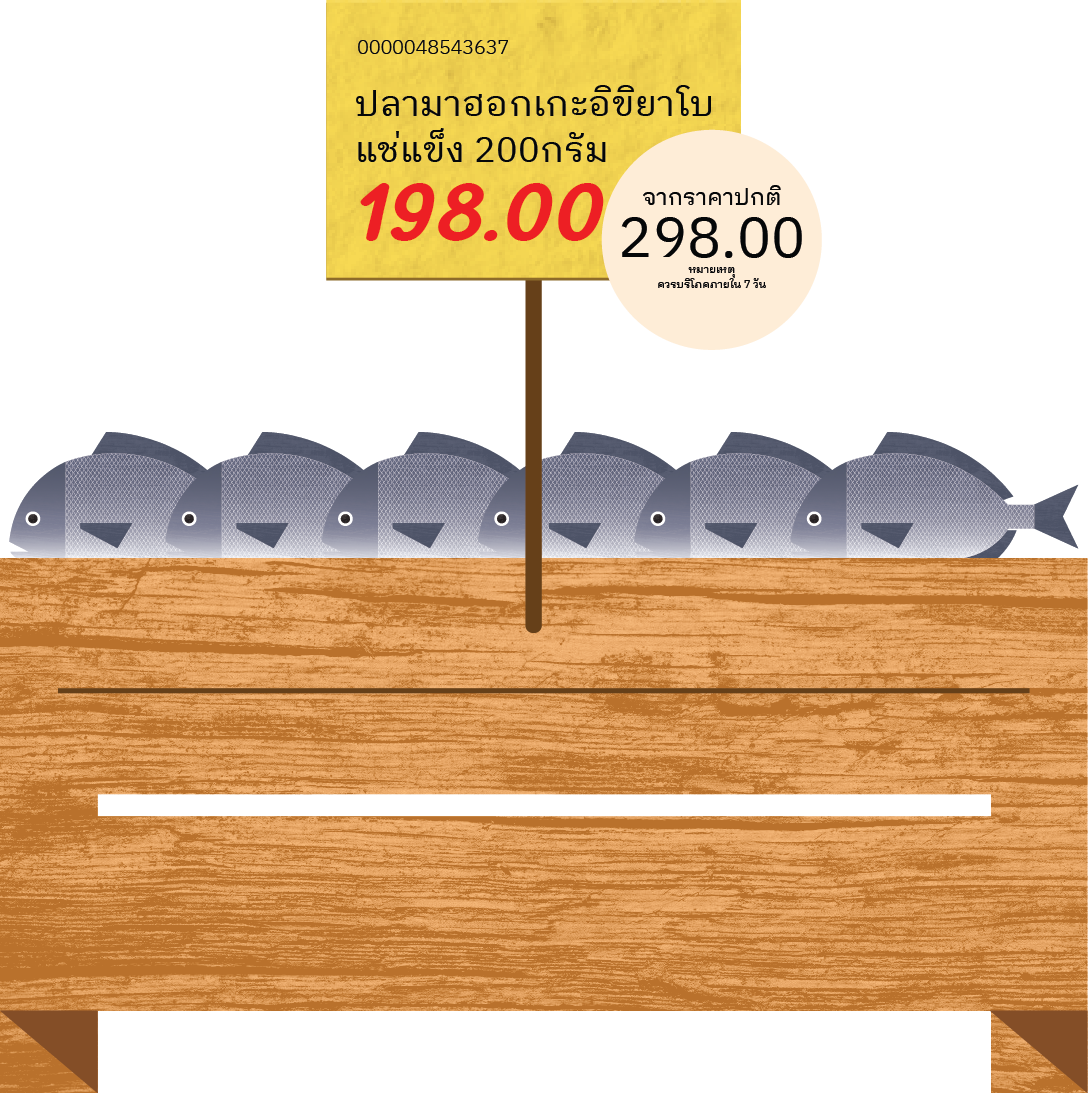 0000048543637
ปลามาฮอกเกะอิขิยาโบ
แช่แข็ง 200กรัม
198.00
จากราคาปกติ
298.00
หมายเหตุ
ควรบริโภคภายใน 7 วัน